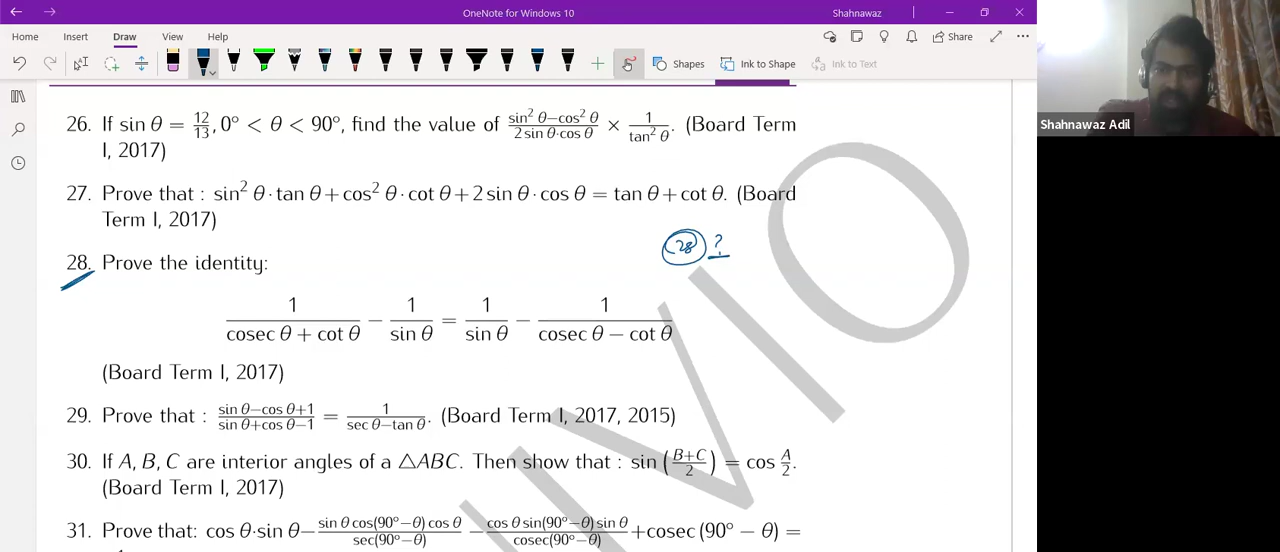 OneNote for Windows 10
Shahnawaz
Home Insert Draw View Help
Share
Shapes
Ink to Shape
Ink to Text
Shahnawaz Adil
26. If sin θ = 12/13, 0° < θ < 90°, find the value of (sin² θ−cos² θ)/(2 sin θ·cos θ) × 1/(tan² θ). (Board Term
I, 2017)
27. Prove that : sin² θ · tan θ + cos² θ · cot θ + 2 sin θ · cos θ = tan θ + cot θ. (Board
Term I, 2017)
28 ?
28. Prove the identity:
1/(cosec θ + cot θ) − 1/(sin θ) = 1/(sin θ) − 1/(cosec θ − cot θ)
(Board Term I, 2017)
29. Prove that : (sin θ−cos θ+1)/(sin θ+cos θ−1) = 1/(sec θ−tan θ). (Board Term I, 2017, 2015)
30. If A, B, C are interior angles of a △ABC. Then show that : sin ((B+C)/2) = cos A/2.
(Board Term I, 2017)
31. Prove that: cos θ·sin θ− (sin θ cos(90°−θ) cos θ)/(sec(90°−θ)) − (cos θ sin(90°−θ) sin θ)/(cosec(90°−θ)) +cosec (90° − θ) =
VIO